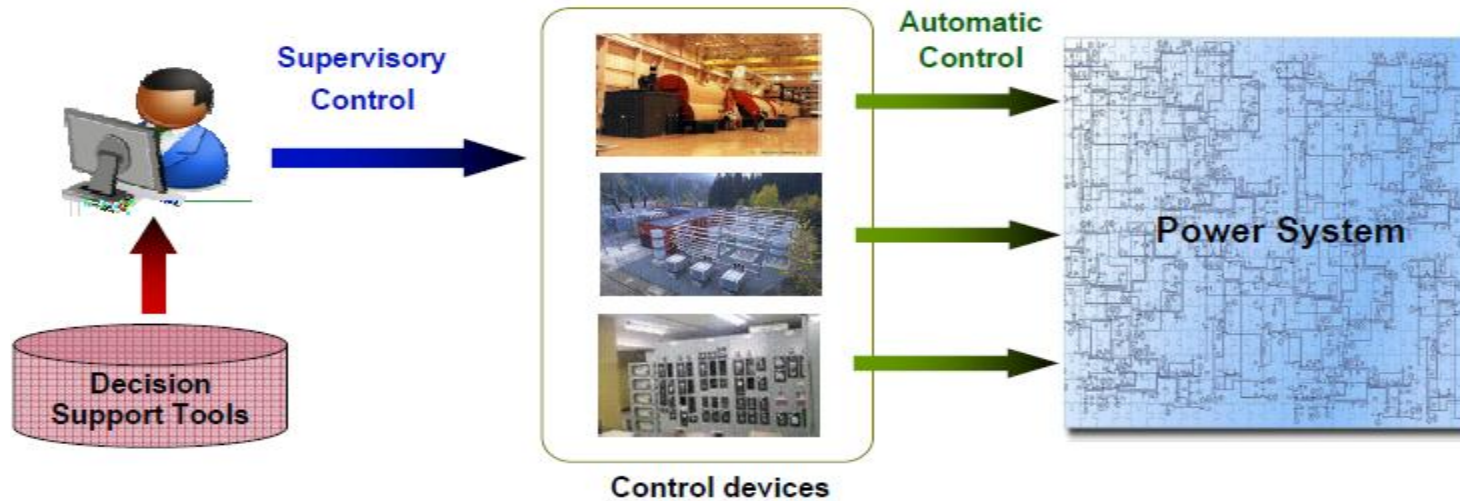 Supervisory
Control
Automatic
Control
Power System
Decision
Support Tools
Control devices